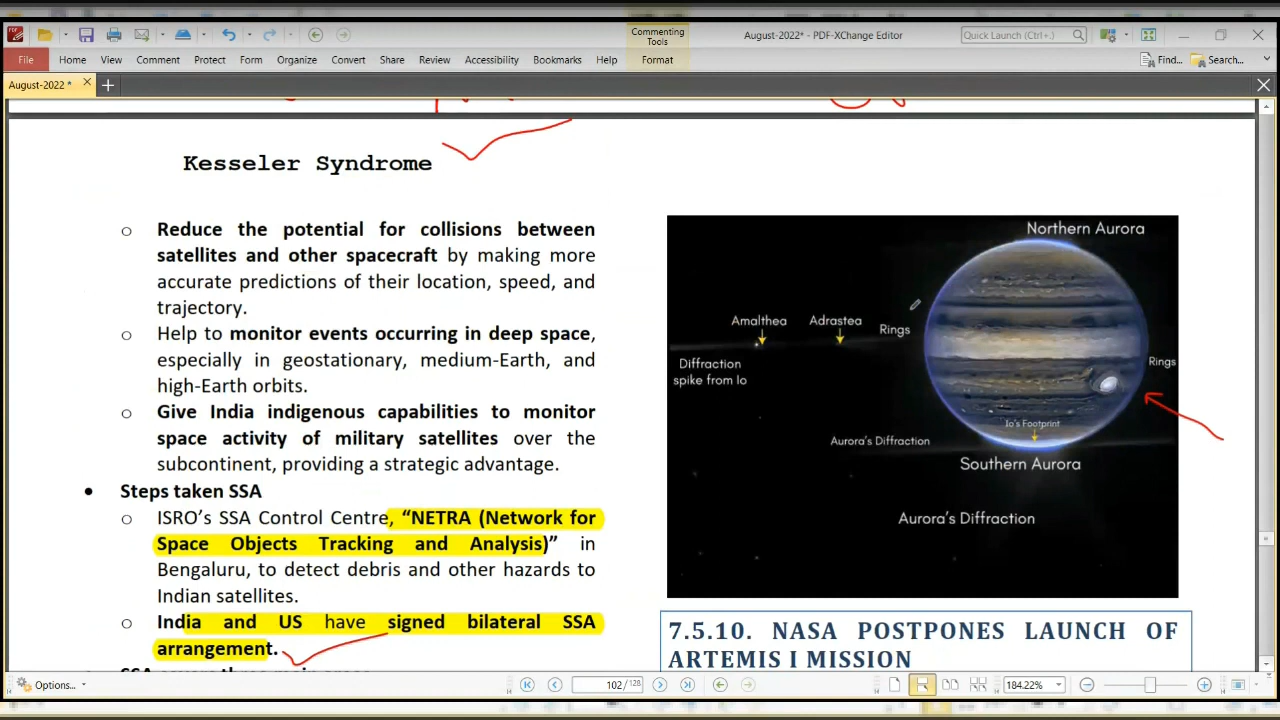 Commenting Tools
August-2022* - PDF-XChange Editor
Quick Launch (Ctrl+.)
File Home View Comment Protect Form Organize Convert Share Review Accessibility Bookmarks Help Format
Find... Search...
August-2022 *
Kesseler Syndrome
o Reduce the potential for collisions between
satellites and other spacecraft by making more
accurate predictions of their location, speed, and
trajectory.
o Help to monitor events occurring in deep space,
especially in geostationary, medium-Earth, and
high-Earth orbits.
o Give India indigenous capabilities to monitor
space activity of military satellites over the
subcontinent, providing a strategic advantage.
• Steps taken SSA
o ISRO's SSA Control Centre, “NETRA (Network for
Space Objects Tracking and Analysis)” in
Bengaluru, to detect debris and other hazards to
Indian satellites.
o India and US have signed bilateral SSA
arrangement.
Northern Aurora
Amalthea
Adrastea
Rings
Diffraction
spike from Io
Rings
Io's Footprint
Aurora's Diffraction
Southern Aurora
Aurora's Diffraction
7.5.10. NASA POSTPONES LAUNCH OF
ARTEMIS I MISSION
Options...
102 / 128
184.22%